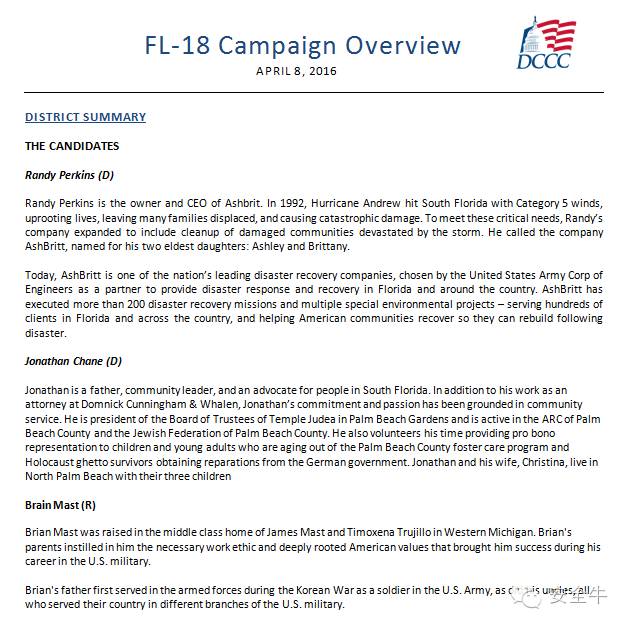 FL-18 Campaign Overview
APRIL 8, 2016
DCCC
DISTRICT SUMMARY
THE CANDIDATES
Randy Perkins (D)
Randy Perkins is the owner and CEO of Ashbrit. In 1992, Hurricane Andrew hit South Florida with Category 5 winds,
uprooting lives, leaving many families displaced, and causing catastrophic damage. To meet these critical needs, Randy's
company expanded to include cleanup of damaged communities devastated by the storm. He called the company
AshBritt, named for his two eldest daughters: Ashley and Brittany.
Today, AshBritt is one of the nation's leading disaster recovery companies, chosen by the United States Army Corp of
Engineers as a partner to provide disaster response and recovery in Florida and around the country. AshBritt has
executed more than 200 disaster recovery missions and multiple special environmental projects – serving hundreds of
clients in Florida and across the country, and helping American communities recover so they can rebuild following
disaster.
Jonathan Chane (D)
Jonathan is a father, community leader, and an advocate for people in South Florida. In addition to his work as an
attorney at Domnick Cunningham & Whalen, Jonathan's commitment and passion has been grounded in community
service. He is president of the Board of Trustees of Temple Judea in Palm Beach Gardens and is active in the ARC of Palm
Beach County and the Jewish Federation of Palm Beach County. He also volunteers his time providing pro bono
representation to children and young adults who are aging out of the Palm Beach County foster care program and
Holocaust ghetto survivors obtaining reparations from the German government. Jonathan and his wife, Christina, live in
North Palm Beach with their three children
Brain Mast (R)
Brian Mast was raised in the middle class home of James Mast and Timoxena Trujillo in Western Michigan. Brian's
parents instilled in him the necessary work ethic and deeply rooted American values that brought him success during his
career in the U.S. military.
Brian's father first served in the armed forces during the Korean War as a soldier in the U.S. Army, as uncles, all
who served their country in different branches of the U.S. military.
安全牛